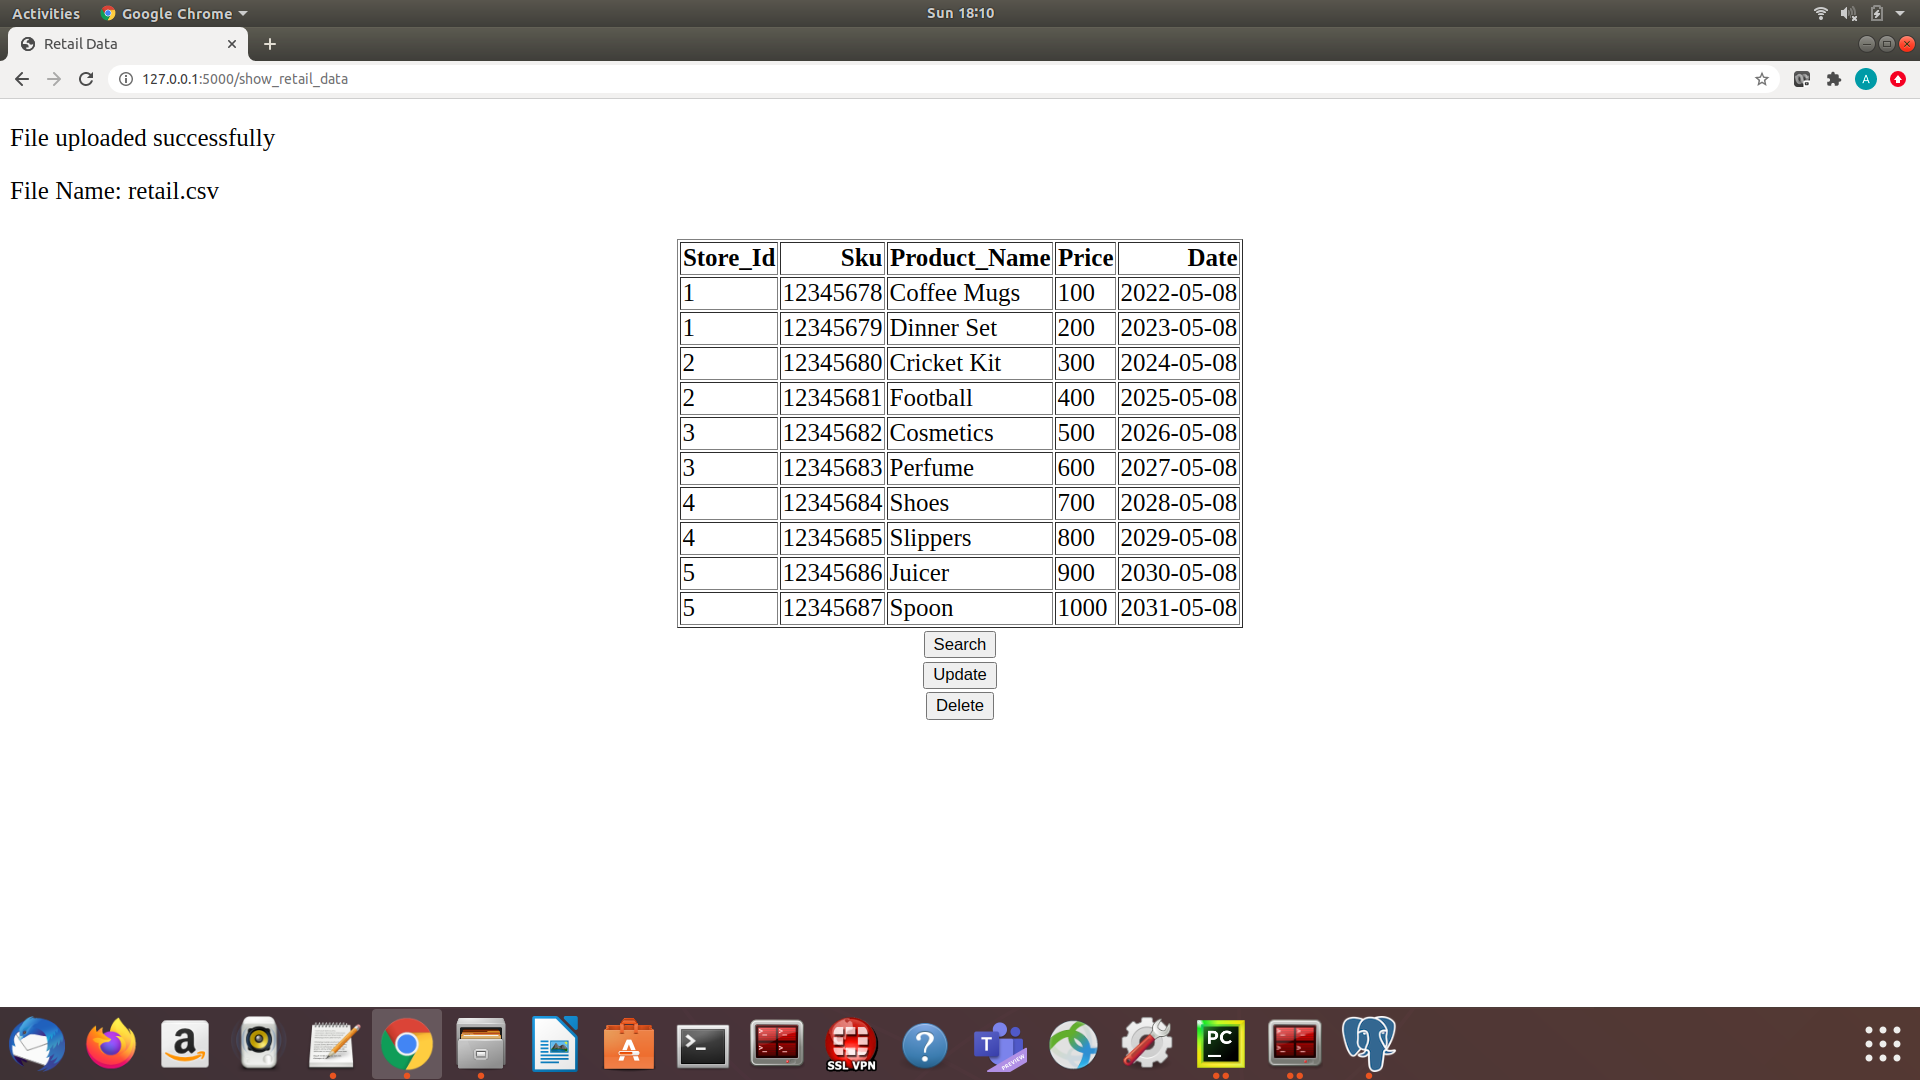 Activities Google Chrome Sun 18:10
Retail Data
127.0.0.1:5000/show_retail_data A
File uploaded successfully
File Name: retail.csv
Store_Id Sku Product_Name Price Date
1 12345678 Coffee Mugs 100 2022-05-08
1 12345679 Dinner Set 200 2023-05-08
2 12345680 Cricket Kit 300 2024-05-08
2 12345681 Football 400 2025-05-08
3 12345682 Cosmetics 500 2026-05-08
3 12345683 Perfume 600 2027-05-08
4 12345684 Shoes 700 2028-05-08
4 12345685 Slippers 800 2029-05-08
5 12345686 Juicer 900 2030-05-08
5 12345687 Spoon 1000 2031-05-08
Search
Update
Delete
a A >_ SSL VPN ? T PREVIEW PC